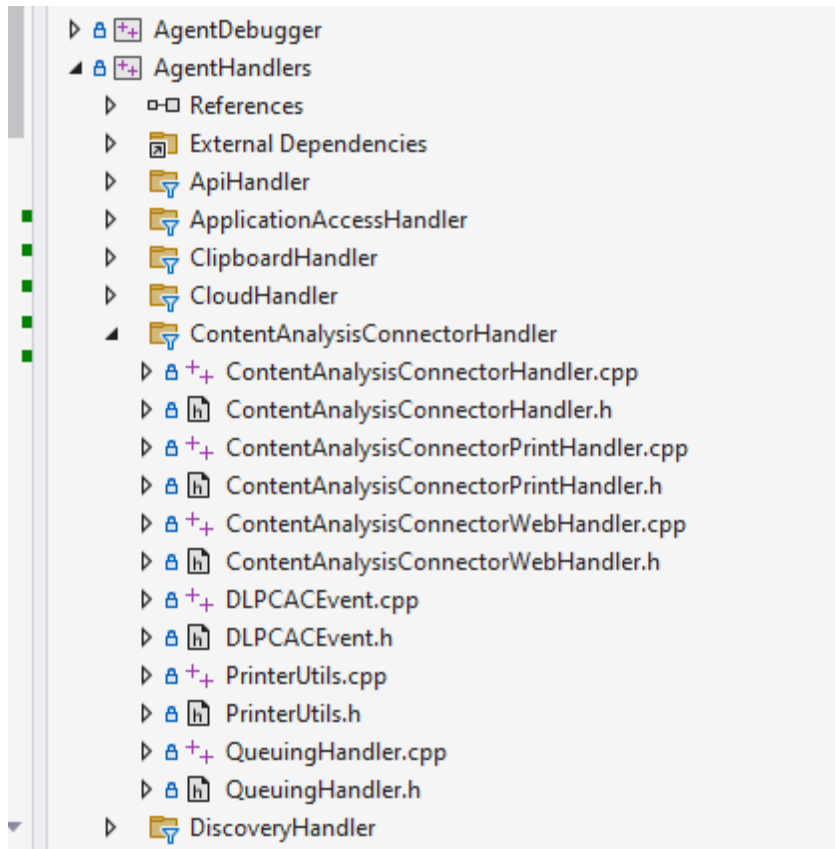 AgentDebugger
AgentHandlers
References
External Dependencies
ApiHandler
ApplicationAccessHandler
ClipboardHandler
CloudHandler
ContentAnalysisConnectorHandler
ContentAnalysisConnectorHandler.cpp
ContentAnalysisConnectorHandler.h
ContentAnalysisConnectorPrintHandler.cpp
ContentAnalysisConnectorPrintHandler.h
ContentAnalysisConnectorWebHandler.cpp
ContentAnalysisConnectorWebHandler.h
DLPCACEvent.cpp
DLPCACEvent.h
PrinterUtils.cpp
PrinterUtils.h
QueuingHandler.cpp
QueuingHandler.h
DiscoveryHandler